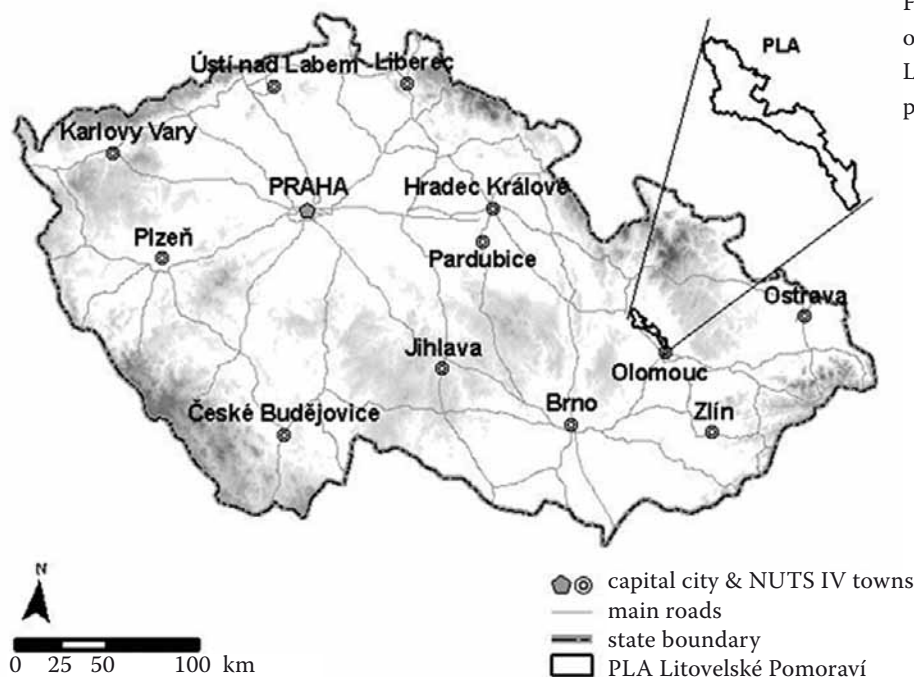 PLA
Ústí nad Labem
Liberec
Karlovy Vary
PRAHA
Hradec Králové
Plzeň
Pardubice
Ostrava
Jihlava
Olomouc
České Budějovice
Brno
Zlín
N
0 25 50 100 km
capital city & NUTS IV towns
main roads
state boundary
PLA Litovelské Pomoraví